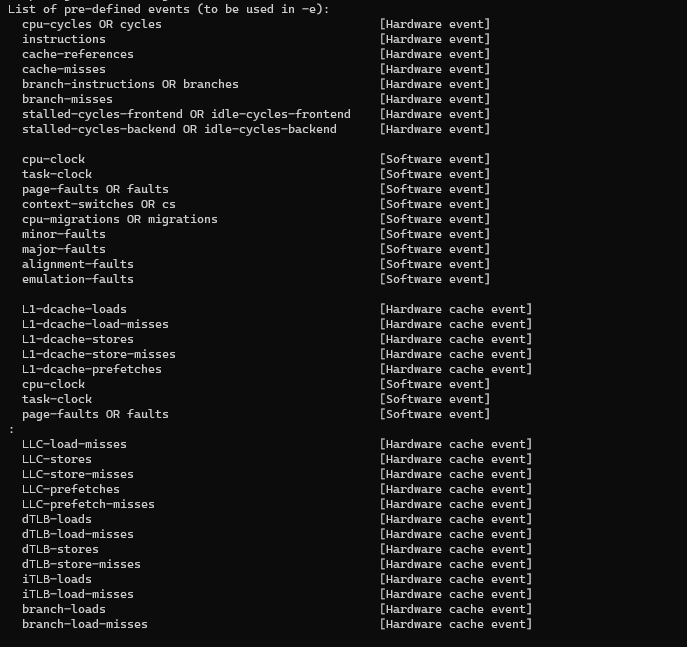 List of pre-defined events (to be used in -e):
cpu-cycles OR cycles [Hardware event]
instructions [Hardware event]
cache-references [Hardware event]
cache-misses [Hardware event]
branch-instructions OR branches [Hardware event]
branch-misses [Hardware event]
stalled-cycles-frontend OR idle-cycles-frontend [Hardware event]
stalled-cycles-backend OR idle-cycles-backend [Hardware event]
cpu-clock [Software event]
task-clock [Software event]
page-faults OR faults [Software event]
context-switches OR cs [Software event]
cpu-migrations OR migrations [Software event]
minor-faults [Software event]
major-faults [Software event]
alignment-faults [Software event]
emulation-faults [Software event]
L1-dcache-loads [Hardware cache event]
L1-dcache-load-misses [Hardware cache event]
L1-dcache-stores [Hardware cache event]
L1-dcache-store-misses [Hardware cache event]
L1-dcache-prefetches [Hardware cache event]
cpu-clock [Software event]
task-clock [Software event]
page-faults OR faults [Software event]
:
LLC-load-misses [Hardware cache event]
LLC-stores [Hardware cache event]
LLC-store-misses [Hardware cache event]
LLC-prefetches [Hardware cache event]
LLC-prefetch-misses [Hardware cache event]
dTLB-loads [Hardware cache event]
dTLB-load-misses [Hardware cache event]
dTLB-stores [Hardware cache event]
dTLB-store-misses [Hardware cache event]
iTLB-loads [Hardware cache event]
iTLB-load-misses [Hardware cache event]
branch-loads [Hardware cache event]
branch-load-misses [Hardware cache event]